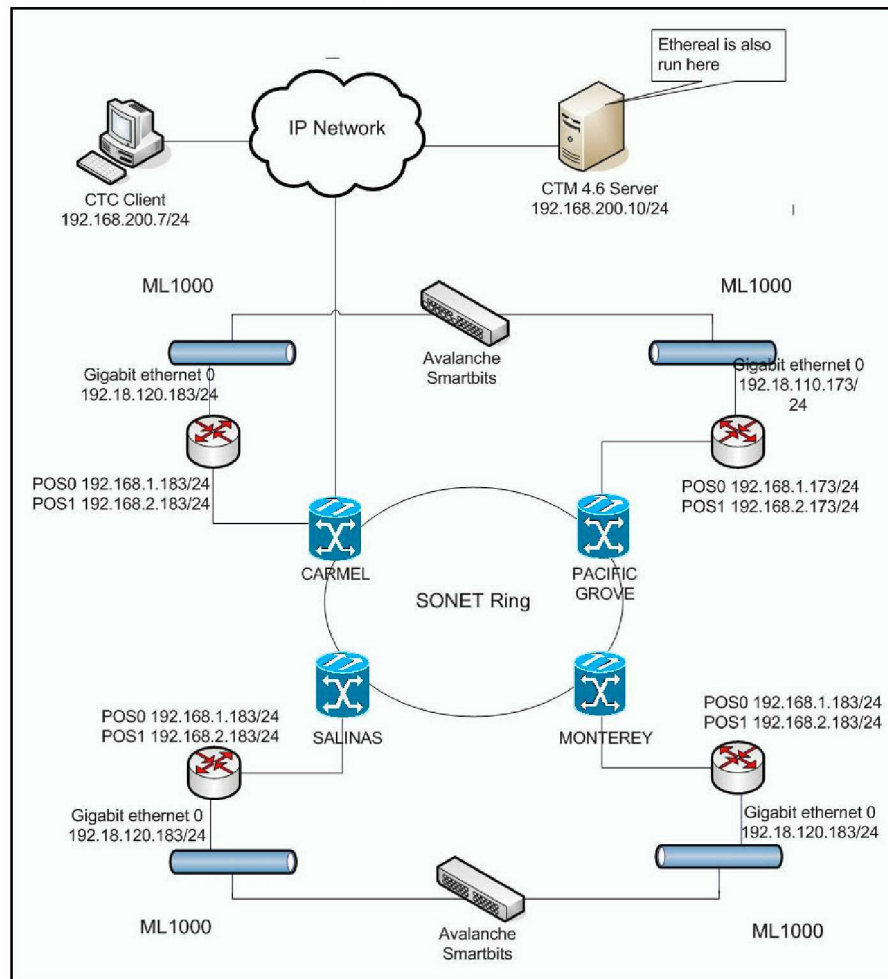 Ethereal is also
run here
IP Network
CTC Client
192.168.200.7/24
CTM 4.6 Server
192.168.200.10/24
ML1000
ML1000
Avalanche
Smartbits
Gigabit ethernet 0
192.18.120.183/24
Gigabit ethernet 0
192.18.110.173/
24
POS0 192.168.1.183/24
POS1 192.168.2.183/24
POS0 192.168.1.173/24
POS1 192.168.2.173/24
CARMEL
PACIFIC
GROVE
SONET Ring
POS0 192.168.1.183/24
POS1 192.168.2.183/24
SALINAS
MONTEREY
POS0 192.168.1.183/24
POS1 192.168.2.183/24
Gigabit ethernet 0
192.18.120.183/24
Gigabit ethernet 0
192.18.120.183/24
ML1000
Avalanche
Smartbits
ML1000